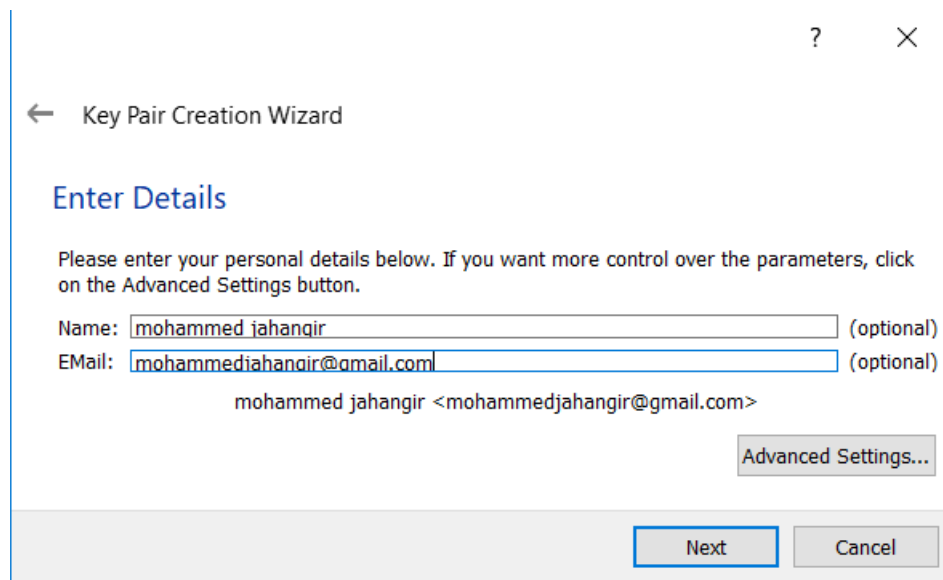 ?
Key Pair Creation Wizard
Enter Details
Please enter your personal details below. If you want more control over the parameters, click
on the Advanced Settings button.
Name: mohammed jahangir (optional)
EMail: mohammedjahangir@gmail.com (optional)
mohammed jahangir <mohammedjahangir@gmail.com>
Advanced Settings...
Next Cancel